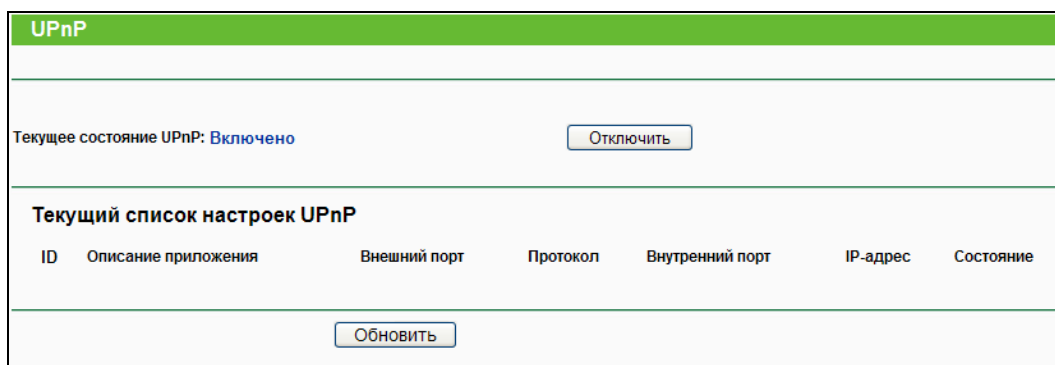 UPnP
Текущее состояние UPnP: Включено Отключить
Текущий список настроек UPnP
ID Описание приложения Внешний порт Протокол Внутренний порт IP-адрес Состояние
Обновить